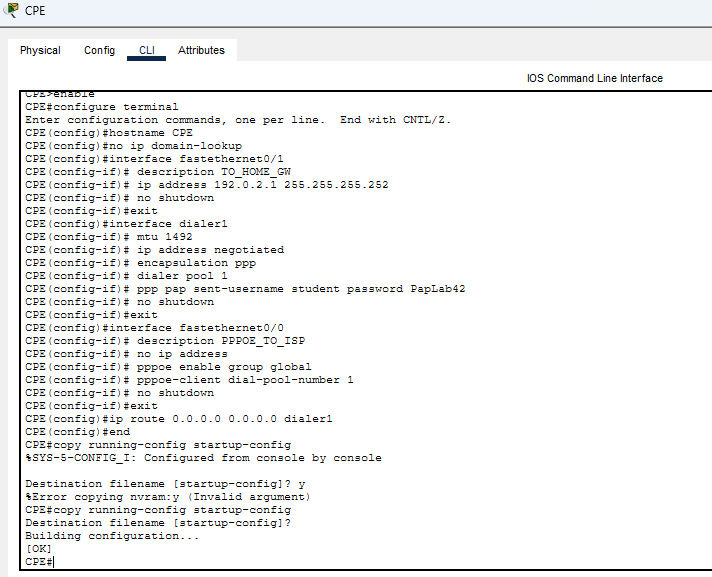 CPE
Physical Config CLI Attributes
IOS Command Line Interface
CPE>enable
CPE#configure terminal
Enter configuration commands, one per line.  End with CNTL/Z.
CPE(config)#hostname CPE
CPE(config)#no ip domain-lookup
CPE(config)#interface fastethernet0/1
CPE(config-if)# description TO_HOME_GW
CPE(config-if)# ip address 192.0.2.1 255.255.255.252
CPE(config-if)# no shutdown
CPE(config-if)#exit
CPE(config)#interface dialer1
CPE(config-if)# mtu 1492
CPE(config-if)# ip address negotiated
CPE(config-if)# encapsulation ppp
CPE(config-if)# dialer pool 1
CPE(config-if)# ppp pap sent-username student password PapLab42
CPE(config-if)# no shutdown
CPE(config-if)#exit
CPE(config)#interface fastethernet0/0
CPE(config-if)# description PPPOE_TO_ISP
CPE(config-if)# no ip address
CPE(config-if)# pppoe enable group global
CPE(config-if)# pppoe-client dial-pool-number 1
CPE(config-if)# no shutdown
CPE(config-if)#exit
CPE(config)#ip route 0.0.0.0 0.0.0.0 dialer1
CPE(config)#end
CPE#copy running-config startup-config
%SYS-5-CONFIG_I: Configured from console by console
Destination filename [startup-config]? y
%Error copying nvram:y (Invalid argument)
CPE#copy running-config startup-config
Destination filename [startup-config]?
Building configuration...
[OK]
CPE#